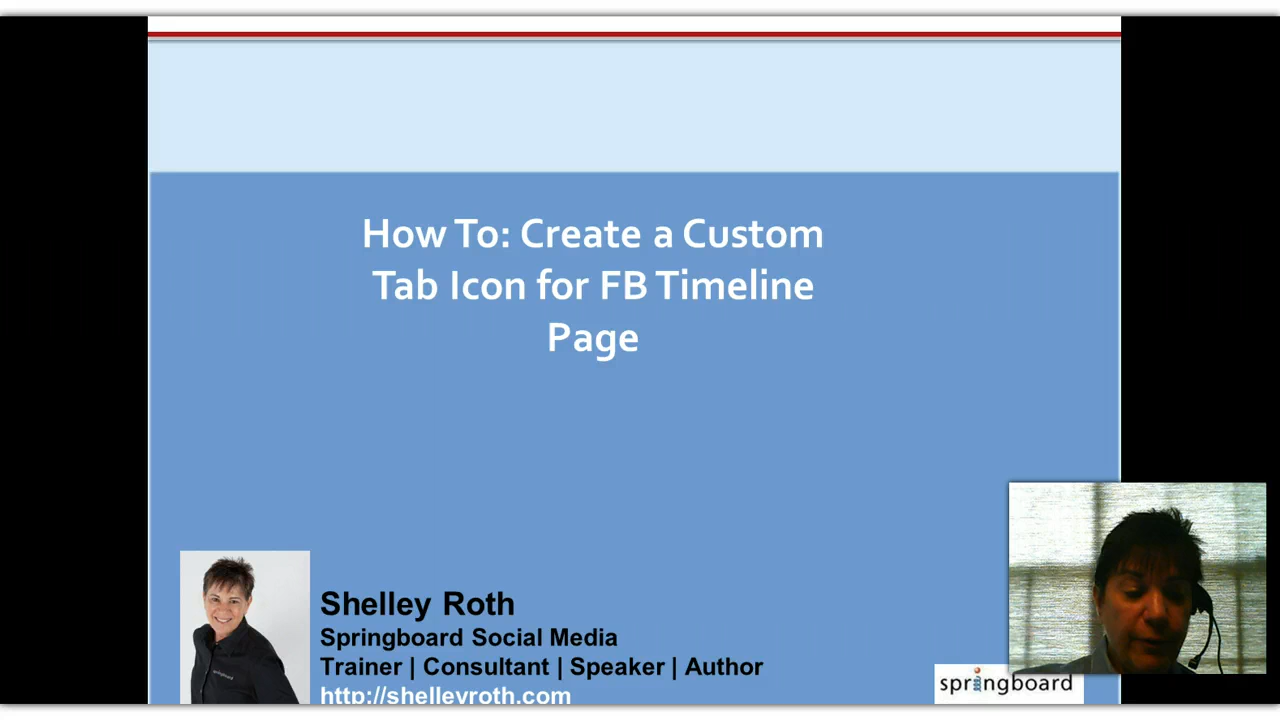 How To: Create a Custom
Tab Icon for FB Timeline
Page
Shelley Roth
Springboard Social Media
Trainer | Consultant | Speaker | Author
http://shelleyroth.com
springboard